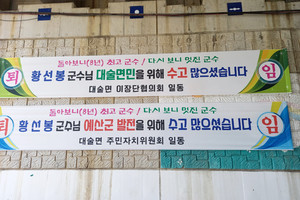 돌아보니(8년) 최고 군수 / 다시 보니 멋진 군수
퇴 황선봉 군수님 대술면민을 위해 수고 많으셨습니다 임
대술면 이장단협의회 일동
돌아보니(8년) 최고 군수 / 다시 보니 멋진 군수
퇴 황선봉 군수님 예산군 발전을 위해 수고 많으셨습니다 임
대술면 주민자치위원회 일동